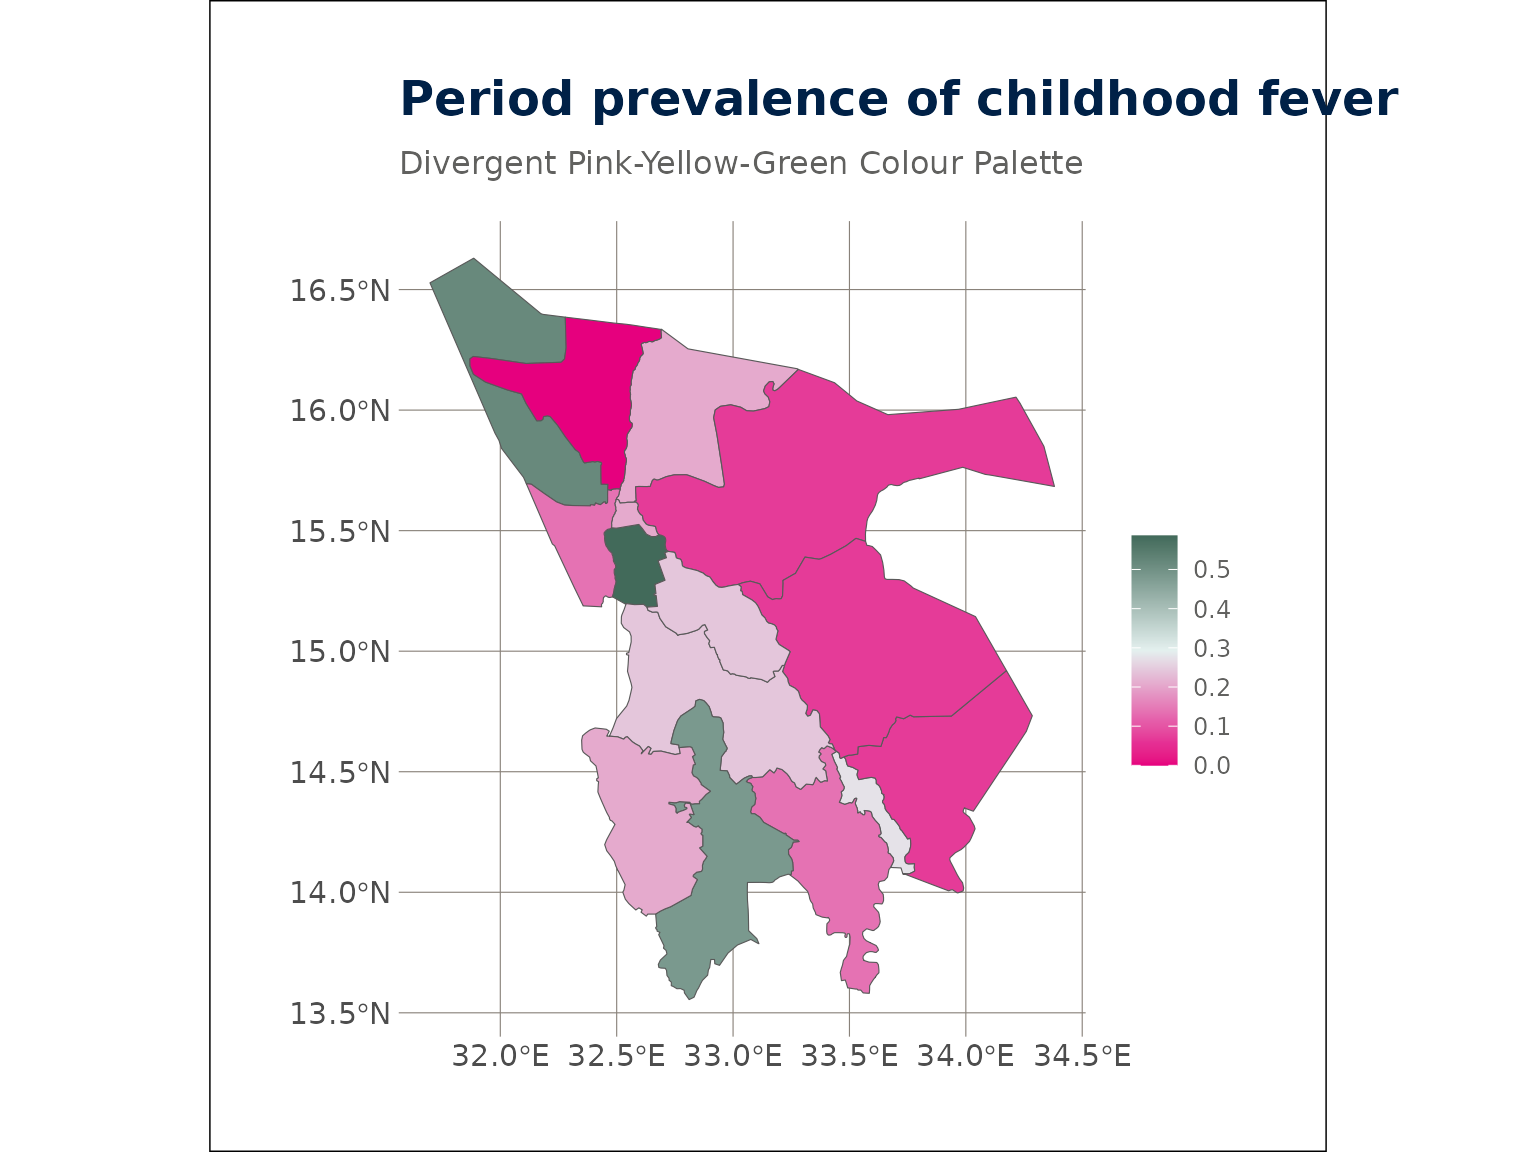 Period prevalence of childhood fever
Divergent Pink-Yellow-Green Colour Palette
16.5°N
16.0°N
15.5°N
15.0°N
14.5°N
14.0°N
13.5°N
32.0°E 32.5°E 33.0°E 33.5°E 34.0°E 34.5°E
0.5
0.4
0.3
0.2
0.1
0.0